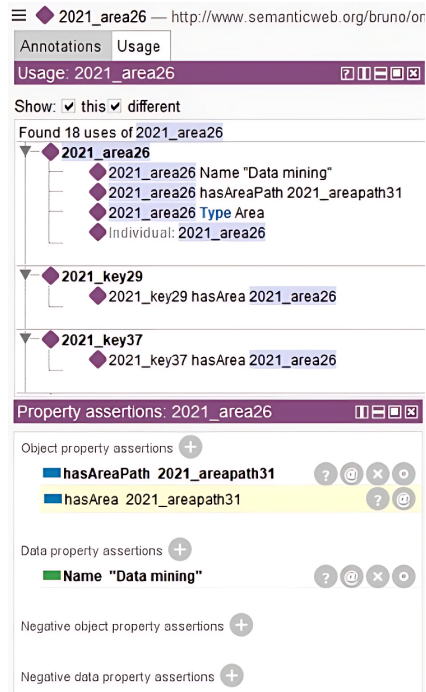 2021_area26 — http://www.semanticweb.org/bruno/on
Annotations Usage
Usage: 2021_area26
Show: this different
Found 18 uses of 2021_area26
2021_area26
2021_area26 Name "Data mining"
2021_area26 hasAreaPath 2021_areapath31
2021_area26 Type Area
Individual: 2021_area26
2021_key29
2021_key29 hasArea 2021_area26
2021_key37
2021_key37 hasArea 2021_area26
Property assertions: 2021_area26
Object property assertions
hasAreaPath 2021_areapath31
hasArea 2021_areapath31
Data property assertions
Name "Data mining"
Negative object property assertions
Negative data property assertions